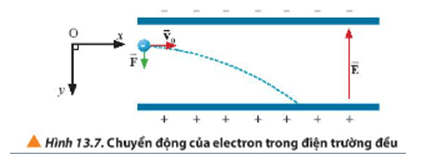 − − − − − − −
O x v₀
F E
y
+ + + + + + +
Hình 13.7. Chuyển động của electron trong điện trường đều